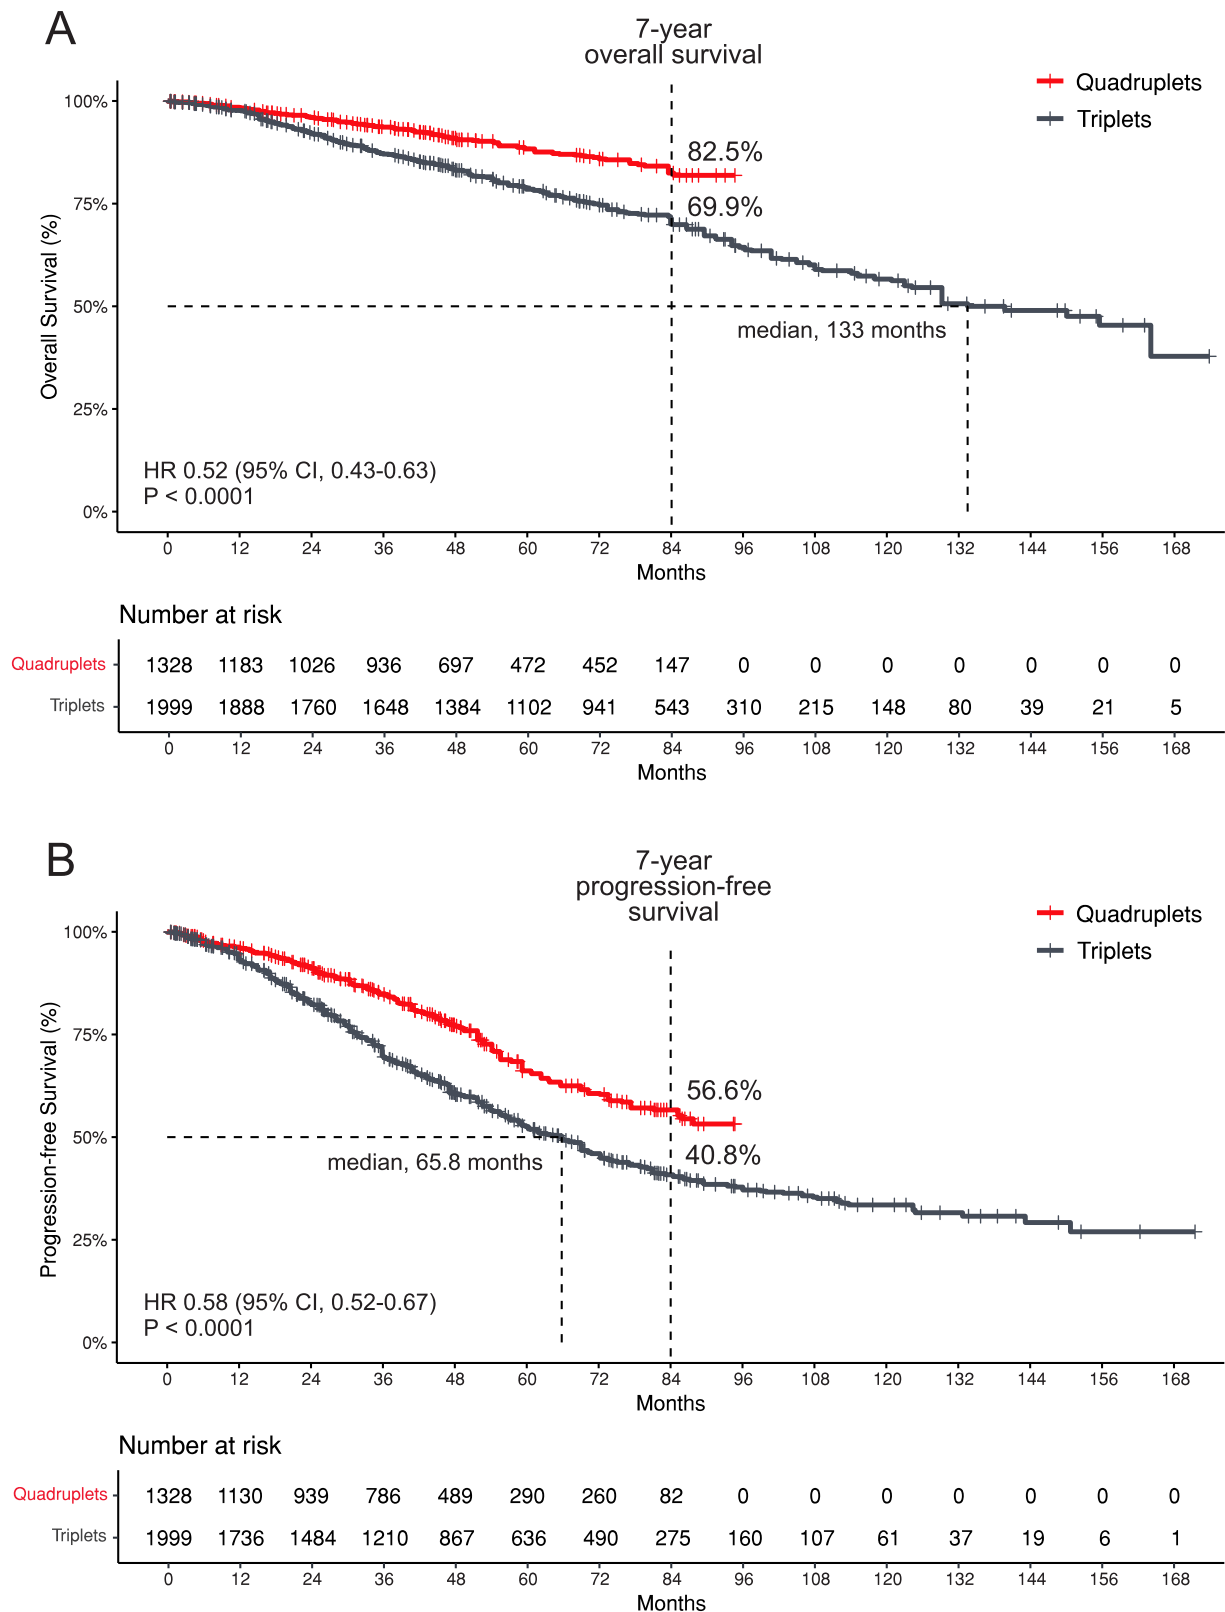 A
7-year
overall survival
Quadruplets
Triplets
Overall Survival (%)
100%
75%
50%
25%
0%
82.5%
69.9%
median, 133 months
HR 0.52 (95% CI, 0.43-0.63)
P < 0.0001
0 12 24 36 48 60 72 84 96 108 120 132 144 156 168
Months
Number at risk
Quadruplets 1328 1183 1026 936 697 472 452 147 0 0 0 0 0 0 0
Triplets 1999 1888 1760 1648 1384 1102 941 543 310 215 148 80 39 21 5
0 12 24 36 48 60 72 84 96 108 120 132 144 156 168
Months
B
7-year
progression-free
survival
Quadruplets
Triplets
Progression-free Survival (%)
100%
75%
50%
25%
0%
56.6%
40.8%
median, 65.8 months
HR 0.58 (95% CI, 0.52-0.67)
P < 0.0001
0 12 24 36 48 60 72 84 96 108 120 132 144 156 168
Months
Number at risk
Quadruplets 1328 1130 939 786 489 290 260 82 0 0 0 0 0 0 0
Triplets 1999 1736 1484 1210 867 636 490 275 160 107 61 37 19 6 1
0 12 24 36 48 60 72 84 96 108 120 132 144 156 168
Months